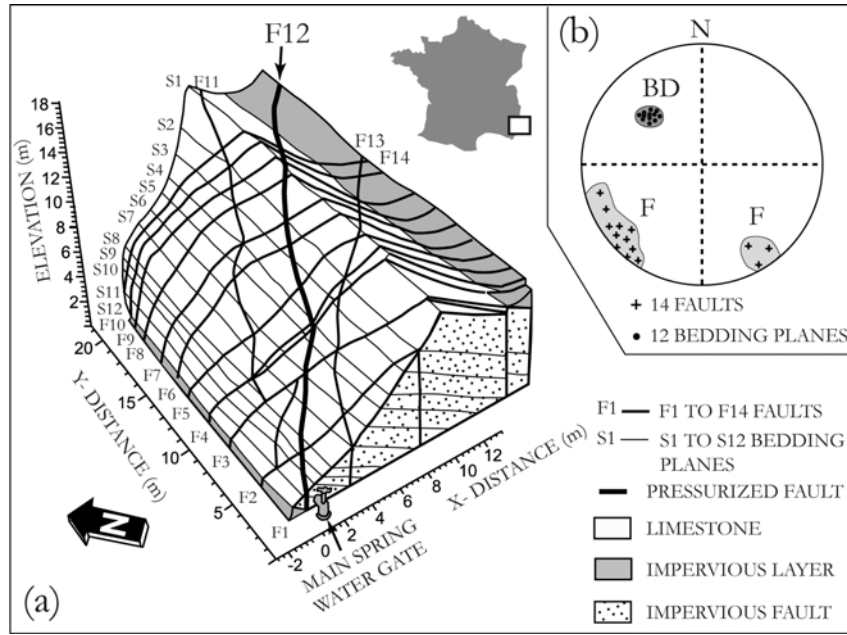 (a)
F12
S1
F11
S2
S3
S4
S5
S6
S7
S8
S9
S10
S11
S12
F10
F9
F8
F7
F6
F5
F4
F3
F2
F1
F13
F14
18
16
14
12
10
8
6
4
2
ELEVATION (m)
20
15
10
5
Y- DISTANCE (m)
-2
0
2
4
6
8
10
12
X- DISTANCE (m)
MAIN SPRING
WATER GATE
N
(b)
N
BD
F
F
+ 14 FAULTS
• 12 BEDDING PLANES
F1 F1 TO F14 FAULTS
S1 S1 TO S12 BEDDING
PLANES
PRESSURIZED FAULT
LIMESTONE
IMPERVIOUS LAYER
IMPERVIOUS FAULT